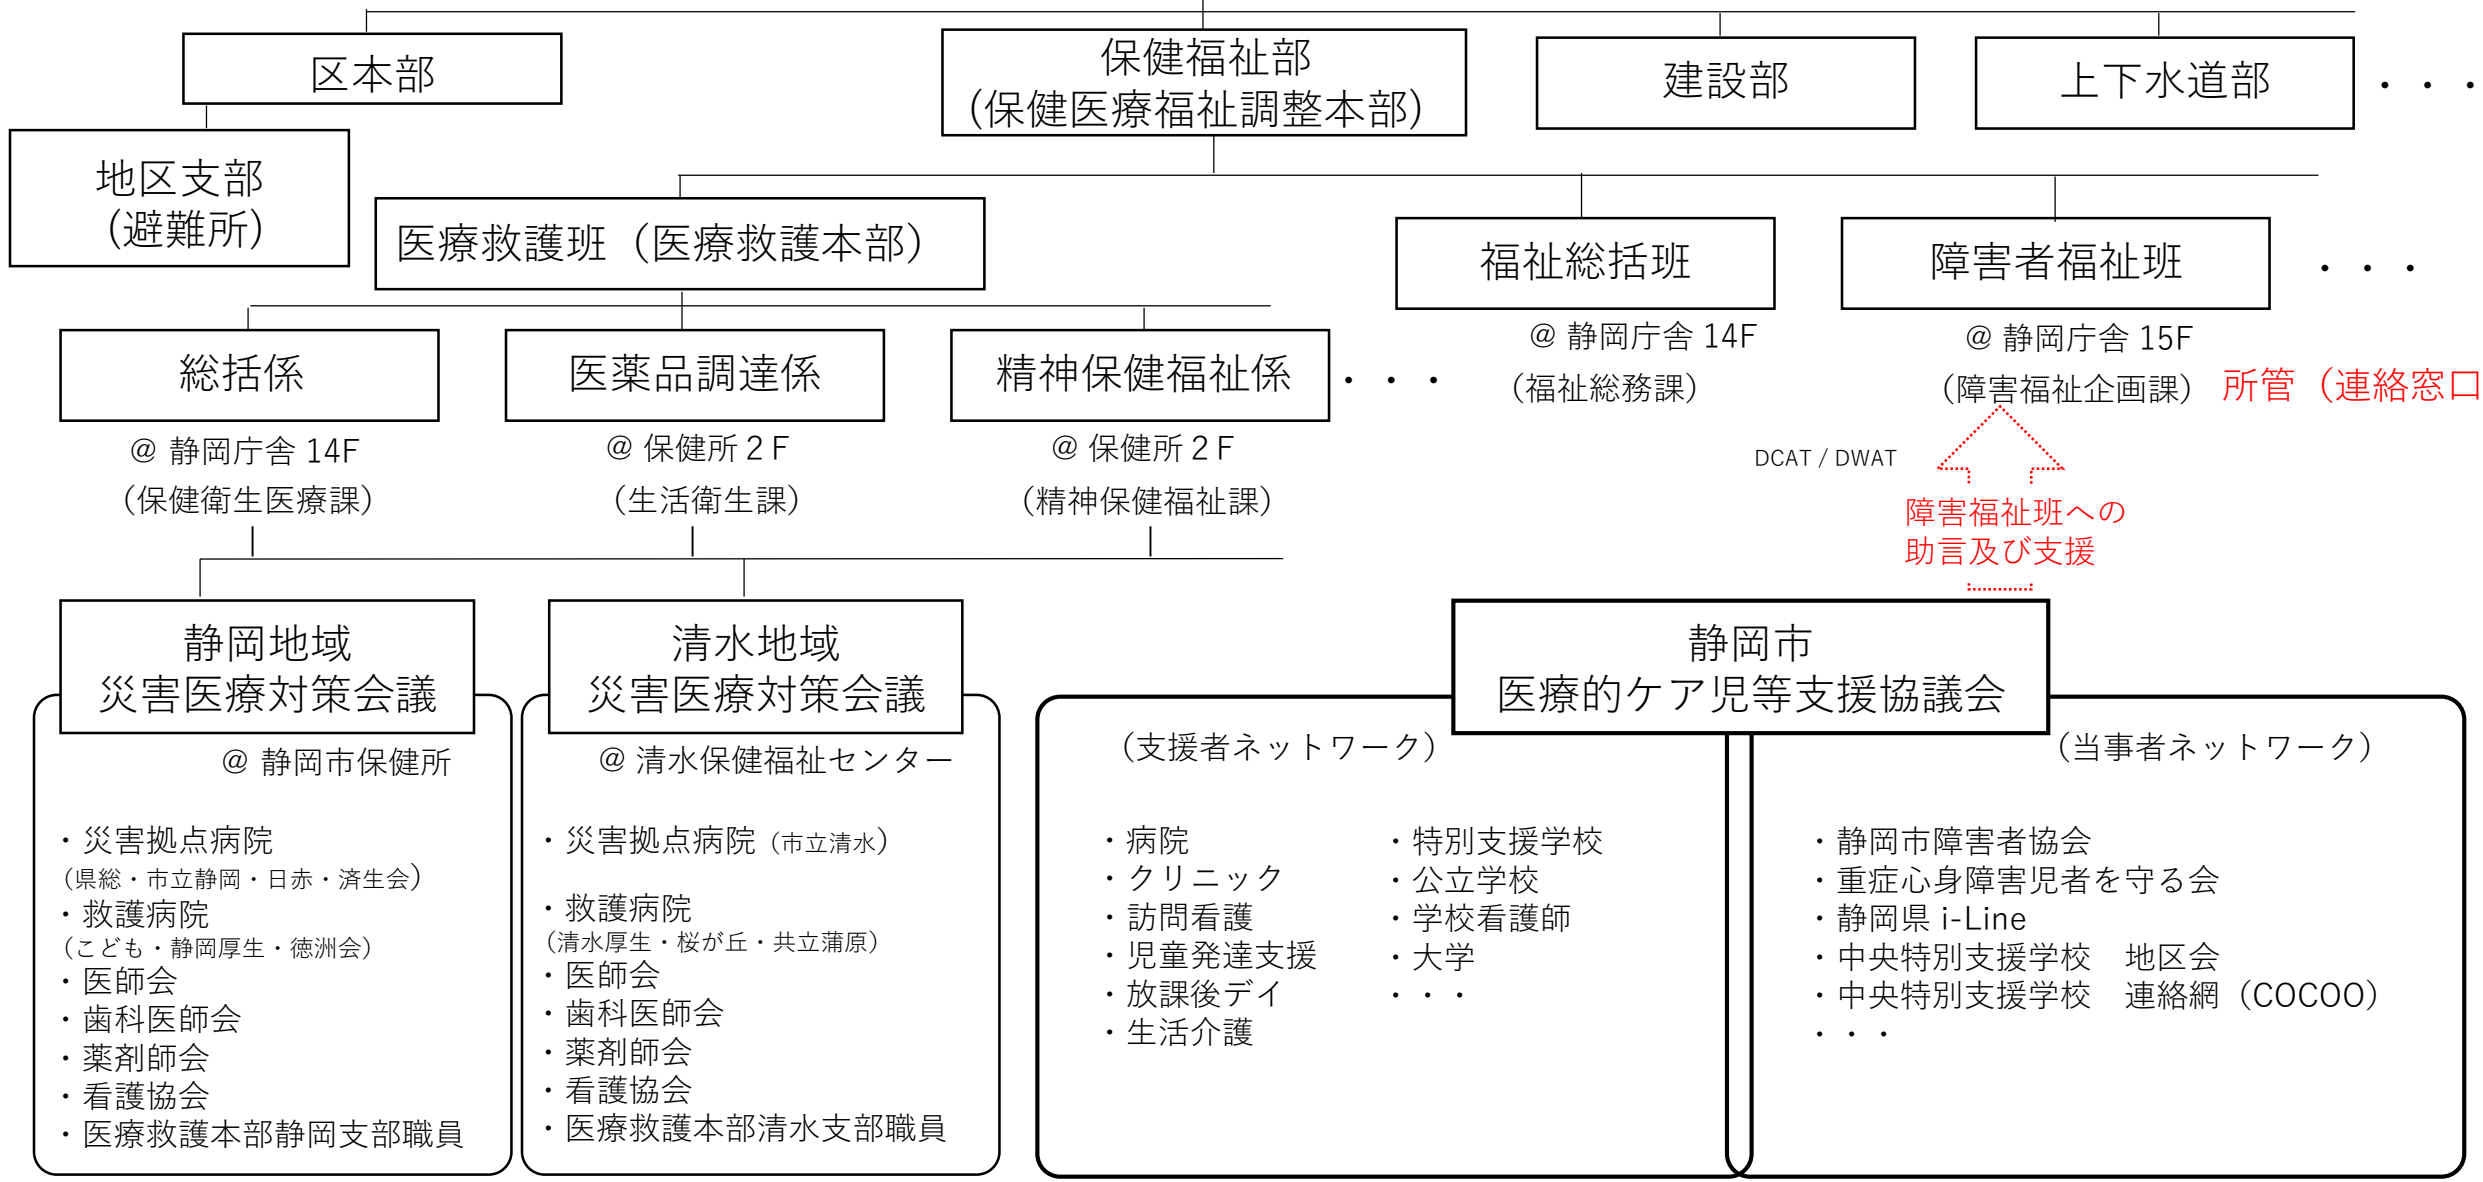 区本部
保健福祉部
(保健医療福祉調整本部)
建設部
上下水道部
・・・
地区支部
(避難所)
医療救護班（医療救護本部）
福祉総括班
障害者福祉班
・・・
@ 静岡庁舎 14F
(福祉総務課)
@ 静岡庁舎 15F
(障害福祉企画課)
所管（連絡窓口
総括係
医薬品調達係
精神保健福祉係
・・・
@ 静岡庁舎 14F
(保健衛生医療課)
@ 保健所２F
(生活衛生課)
@ 保健所２F
(精神保健福祉課)
DCAT / DWAT
障害福祉班への
助言及び支援
静岡地域
災害医療対策会議
@ 静岡市保健所
・災害拠点病院
(県総・市立静岡・日赤・済生会)
・救護病院
(こども・静岡厚生・徳洲会)
・医師会
・歯科医師会
・薬剤師会
・看護協会
・医療救護本部静岡支部職員
清水地域
災害医療対策会議
@ 清水保健福祉センター
・災害拠点病院（市立清水）
・救護病院
(清水厚生・桜が丘・共立蒲原)
・医師会
・歯科医師会
・薬剤師会
・看護協会
・医療救護本部清水支部職員
静岡市
医療的ケア児等支援協議会
(支援者ネットワーク)
・病院
・クリニック
・訪問看護
・児童発達支援
・放課後デイ
・生活介護
・特別支援学校
・公立学校
・学校看護師
・大学
・・・
(当事者ネットワーク)
・静岡市障害者協会
・重症心身障害児者を守る会
・静岡県 i-Line
・中央特別支援学校　地区会
・中央特別支援学校　連絡網（COCOO）
・・・